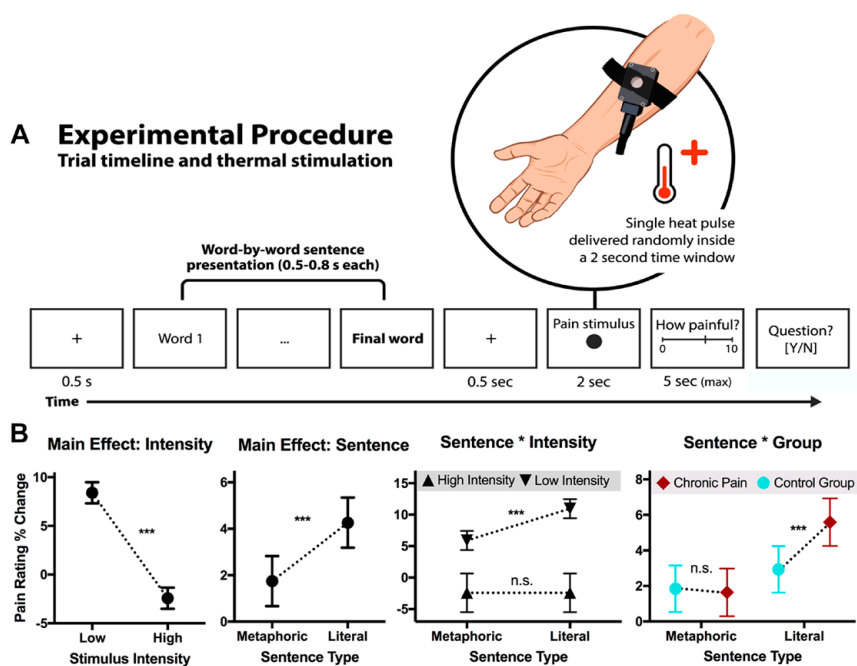 A
Experimental Procedure
Trial timeline and thermal stimulation
Single heat pulse
delivered randomly inside
a 2 second time window
Word-by-word sentence
presentation (0.5-0.8 s each)
+
Word 1
...
Final word
+
Pain stimulus
How painful?
0 10
Question?
[Y/N]
0.5 s
0.5 sec
2 sec
5 sec (max)
Time
B
Main Effect: Intensity
Pain Rating % Change
10
5
0
-5
***
Low High
Stimulus Intensity
Main Effect: Sentence
6
4
2
0
***
Metaphoric Literal
Sentence Type
Sentence * Intensity
High Intensity Low Intensity
15
10
5
0
-5
***
n.s.
Metaphoric Literal
Sentence Type
Sentence * Group
Chronic Pain Control Group
8
6
4
2
0
n.s.
***
Metaphoric Literal
Sentence Type